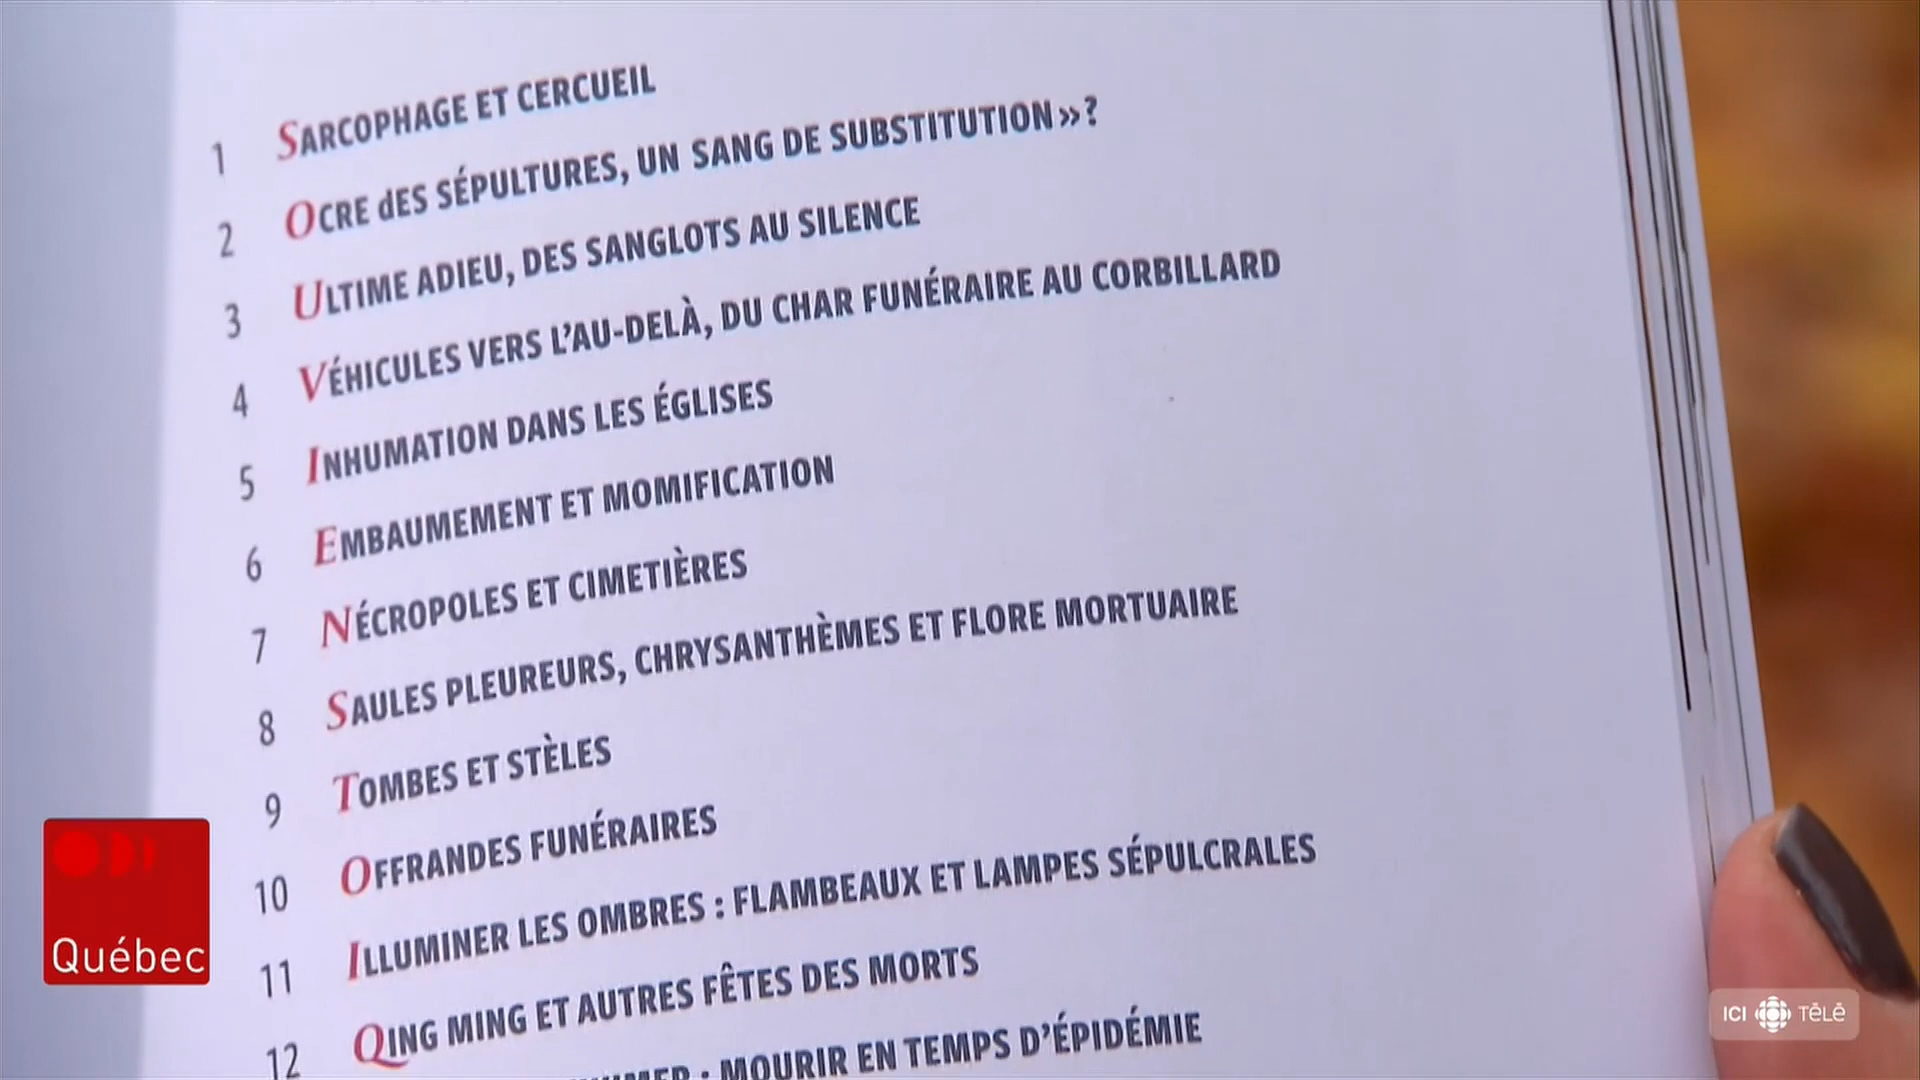 1 SARCOPHAGE ET CERCUEIL
2 OCRE dES SÉPULTURES, UN SANG DE SUBSTITUTION » ?
3 ULTIME ADIEU, DES SANGLOTS AU SILENCE
4 VÉHICULES VERS L'AU-DELÀ, DU CHAR FUNÉRAIRE AU CORBILLARD
5 INHUMATION DANS LES ÉGLISES
6 EMBAUMEMENT ET MOMIFICATION
7 NÉCROPOLES ET CIMETIÈRES
8 SAULES PLEUREURS, CHRYSANTHÈMES ET FLORE MORTUAIRE
9 TOMBES ET STÈLES
10 OFFRANDES FUNÉRAIRES
11 ILLUMINER LES OMBRES : FLAMBEAUX ET LAMPES SÉPULCRALES
12 QING MING ET AUTRES FÊTES DES MORTS
: MOURIR EN TEMPS D'ÉPIDÉMIE
Québec
ICI TÉLÉ